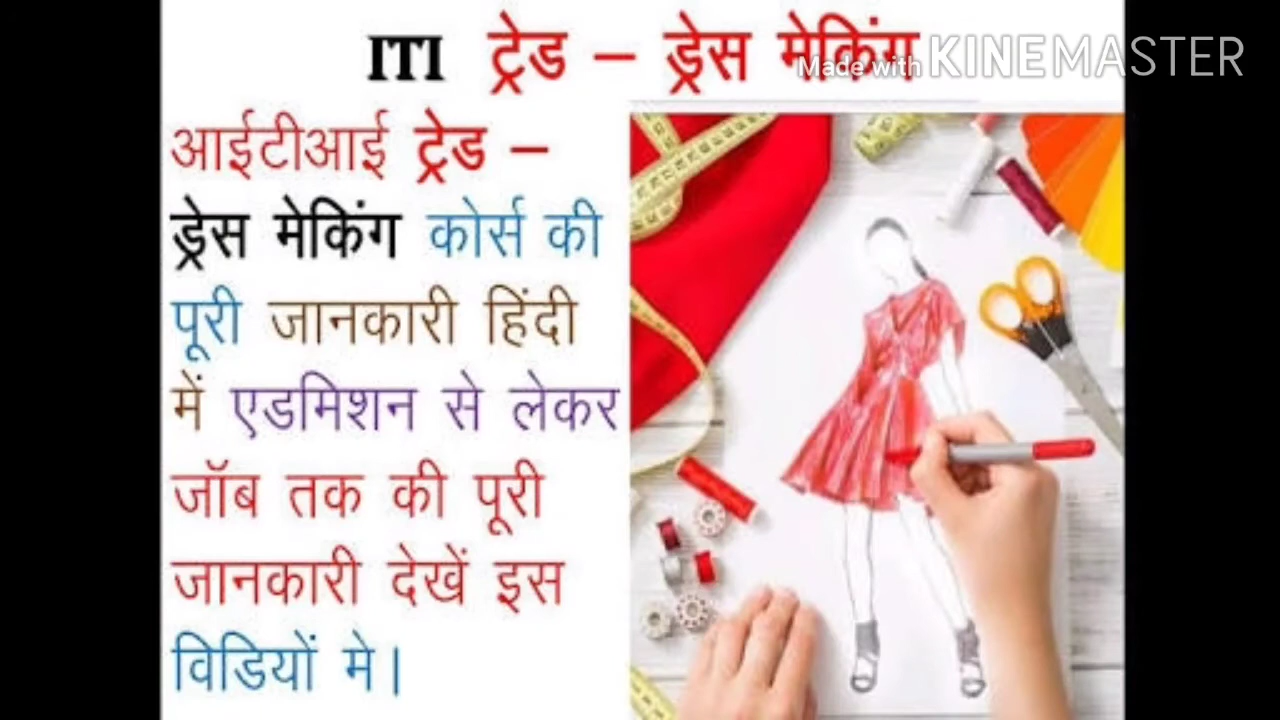 ITI ट्रेड – ड्रेस मेकिंग
Made with KINEMASTER
आईटीआई ट्रेड –
ड्रेस मेकिंग कोर्स की
पूरी जानकारी हिंदी
में एडमिशन से लेकर
जॉब तक की पूरी
जानकारी देखें इस
विडियों मे।